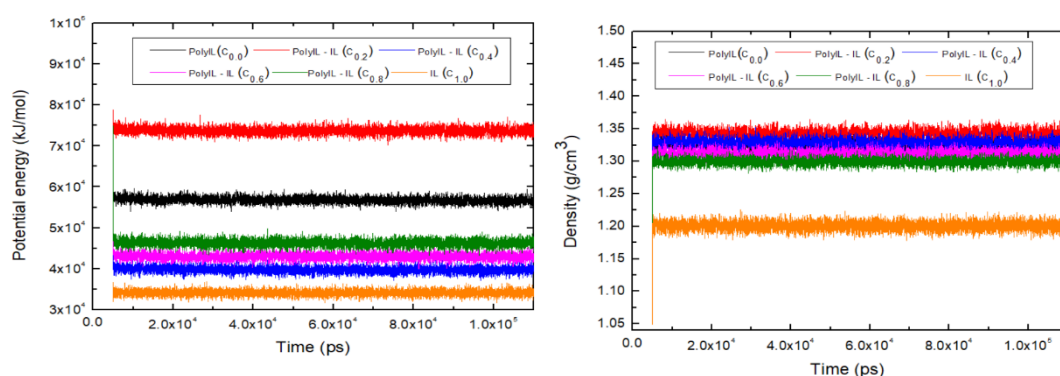 1x10⁵
9x10⁴
8x10⁴
7x10⁴
6x10⁴
5x10⁴
4x10⁴
3x10⁴
Potential energy (kJ/mol)
PolyIL(C₀.₀) PolyIL - IL (C₀.₂) PolyIL - IL (C₀.₄)
PolyIL - IL (C₀.₆) PolyIL - IL (C₀.₈) IL (C₁.₀)
0.0 2.0x10⁴ 4.0x10⁴ 6.0x10⁴ 8.0x10⁴ 1.0x10⁵
Time (ps)
1.50
1.45
1.40
1.35
1.30
1.25
1.20
1.15
1.10
1.05
Density (g/cm³)
PolyIL(C₀.₀) PolyIL - IL (C₀.₂) PolyIL - IL (C₀.₄)
PolyIL - IL (C₀.₆) PolyIL - IL (C₀.₈) IL (C₁.₀)
0.0 2.0x10⁴ 4.0x10⁴ 6.0x10⁴ 8.0x10⁴ 1.0x10⁵
Time (ps)